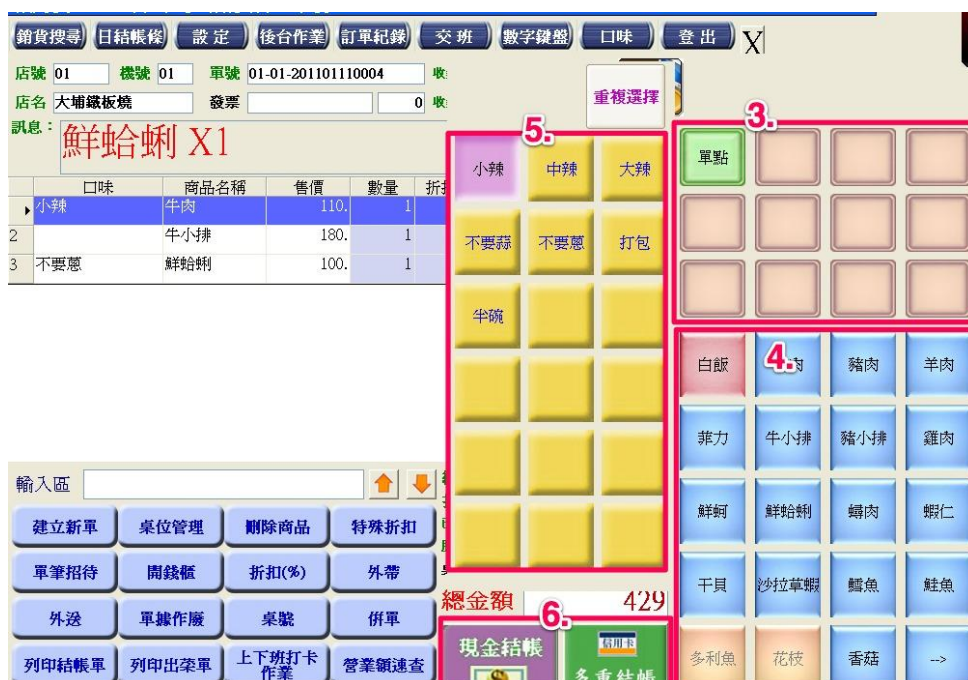 銷貨搜尋 日結帳條 設定 後台作業 訂單紀錄 交班 數字鍵盤 口味 登出 X
店號 01 機號 01 單號 01-01-201101110004 收
店名 大埔鐵板燒 發票 0 收
訊息：
鮮蛤蜊 X1
重複選擇
口味 商品名稱 售價 數量 折扣
小辣 牛肉 110. 1
2 牛小排 180. 1
3 不要蔥 鮮蛤蜊 100. 1
5.
小辣 中辣 大辣
不要蒜 不要蔥 打包
半碗
3.
單點
4.
白飯 肉 豬肉 羊肉
菲力 牛小排 豬小排 雞肉
鮮蚵 鮮蛤蜊 蟳肉 蝦仁
干貝 沙拉草蝦 鱈魚 鮭魚
多利魚 花枝 香菇 -->
輸入區
建立新單 桌位管理 刪除商品 特殊折扣
單筆招待 開錢櫃 折扣(%) 外帶
外送 單據作廢 桌號 併單
列印結帳單 列印出菜單 上下班打卡作業 營業額速查
總金額 429
6.
現金結帳
信用卡
多重結帳